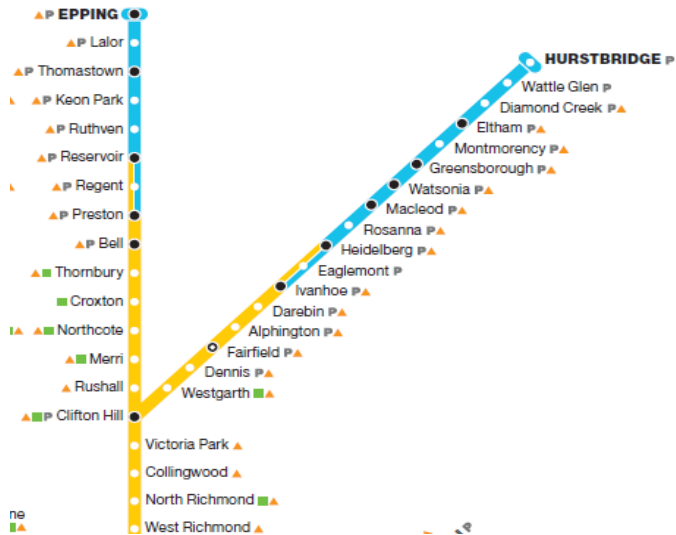 P EPPING
P Lalor
P Thomastown
P Keon Park
P Ruthven
P Reservoir
P Regent
P Preston
P Bell
Thornbury
Croxton
Northcote
Merri
Rushall
P Clifton Hill
HURSTBRIDGE P
Wattle Glen P
Diamond Creek P
Eltham P
Montmorency P
Greensborough P
Watsonia P
Macleod P
Rosanna P
Heidelberg P
Eaglemont P
Ivanhoe P
Darebin P
Alphington P
Fairfield P
Dennis P
Westgarth
Victoria Park
Collingwood
North Richmond
West Richmond
ne
P